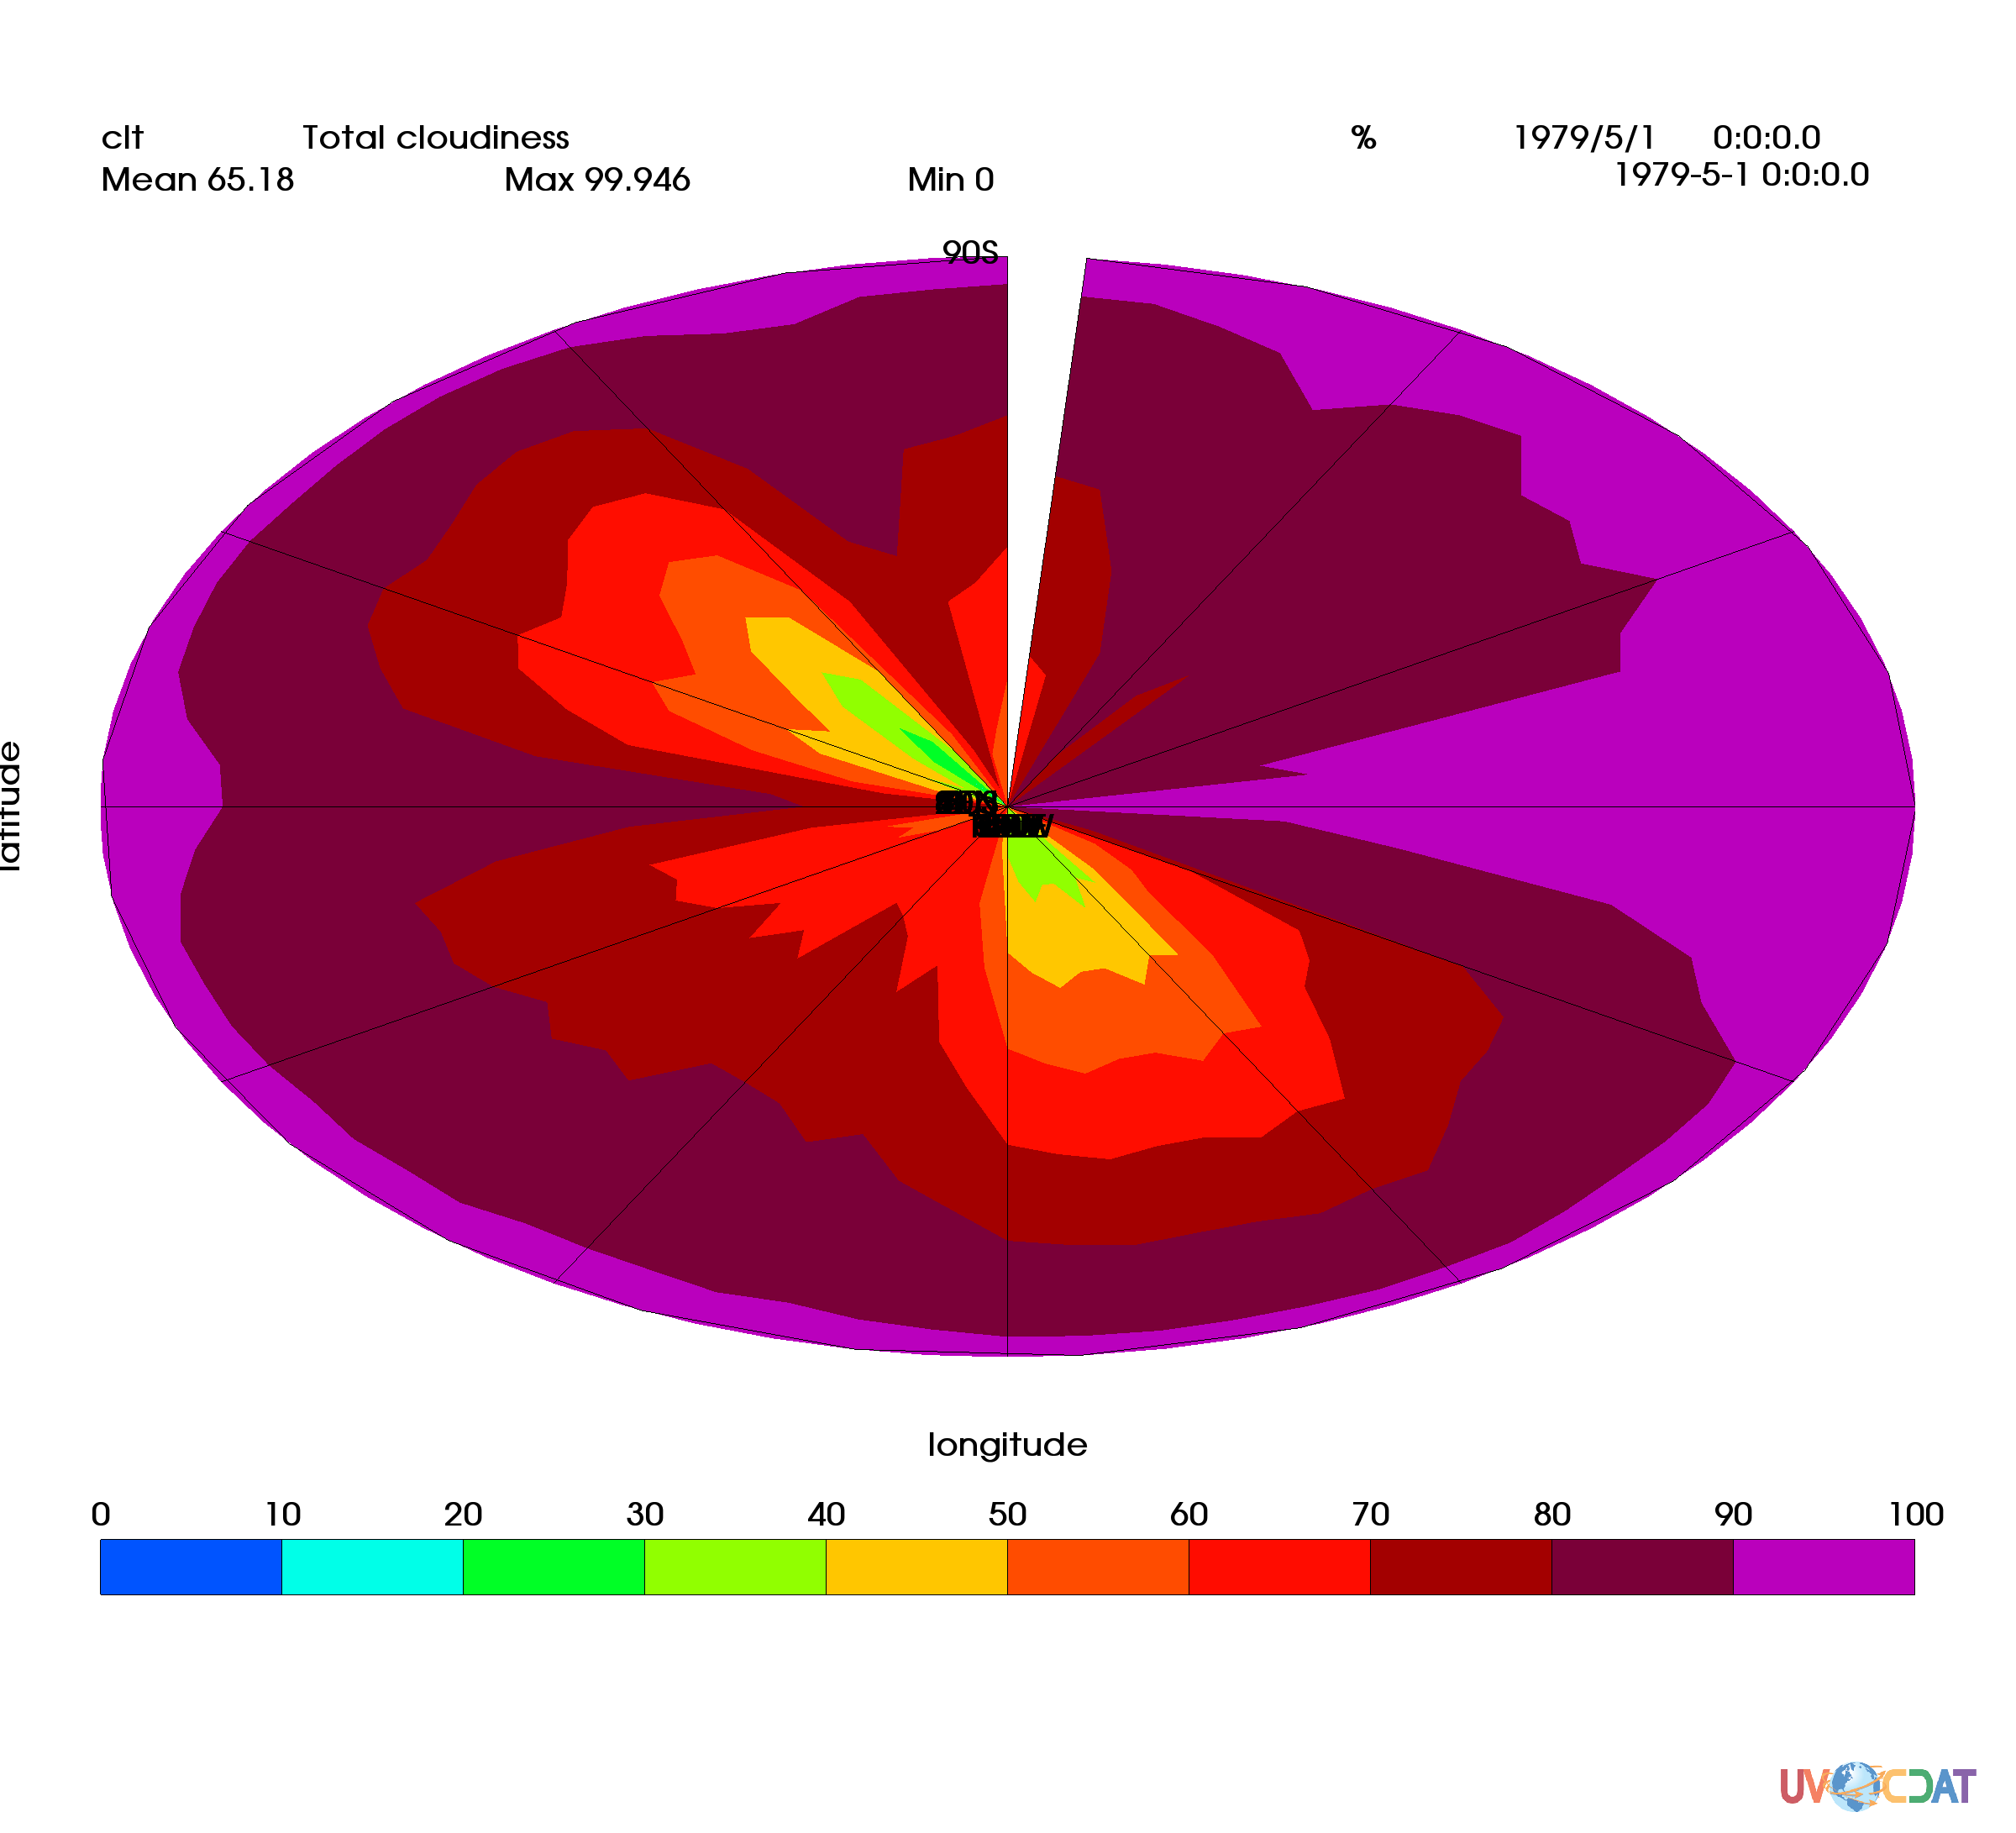 clt Total cloudiness % 1979/5/1 0:0:0.0
Mean 65.18 Max 99.946 Min 0 1979-5-1 0:0:0.0
90S
latitude
longitude
0 10 20 30 40 50 60 70 80 90 100
UV CDAT